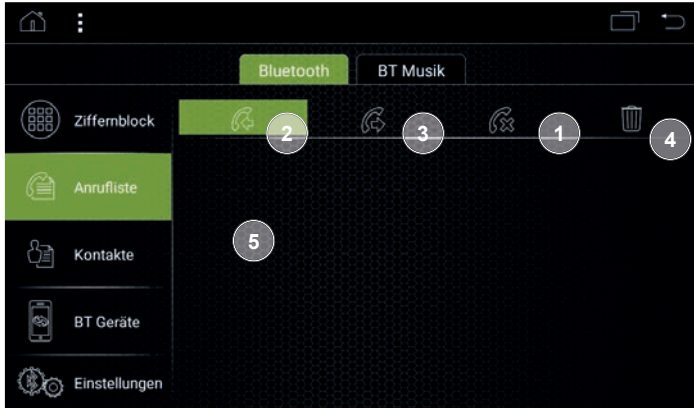 Bluetooth BT Musik
Ziffernblock
2 3 1 4
Anrufliste
5
Kontakte
BT Geräte
Einstellungen